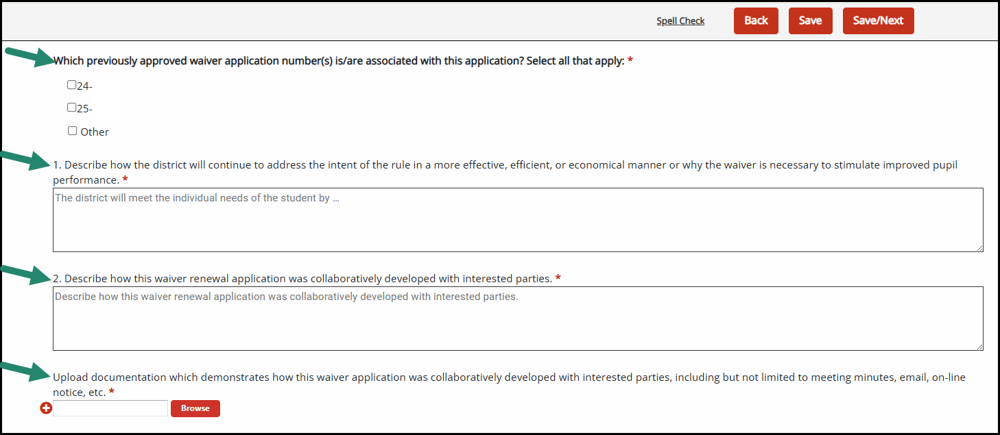 Spell Check Back Save Save/Next
Which previously approved waiver application number(s) is/are associated with this application? Select all that apply: *
24-
25-
Other
1. Describe how the district will continue to address the intent of the rule in a more effective, efficient, or economical manner or why the waiver is necessary to stimulate improved pupil
performance. *
The district will meet the individual needs of the student by ...
2. Describe how this waiver renewal application was collaboratively developed with interested parties. *
Describe how this waiver renewal application was collaboratively developed with interested parties.
Upload documentation which demonstrates how this waiver application was collaboratively developed with interested parties, including but not limited to meeting minutes, email, on-line
notice, etc. *
Browse